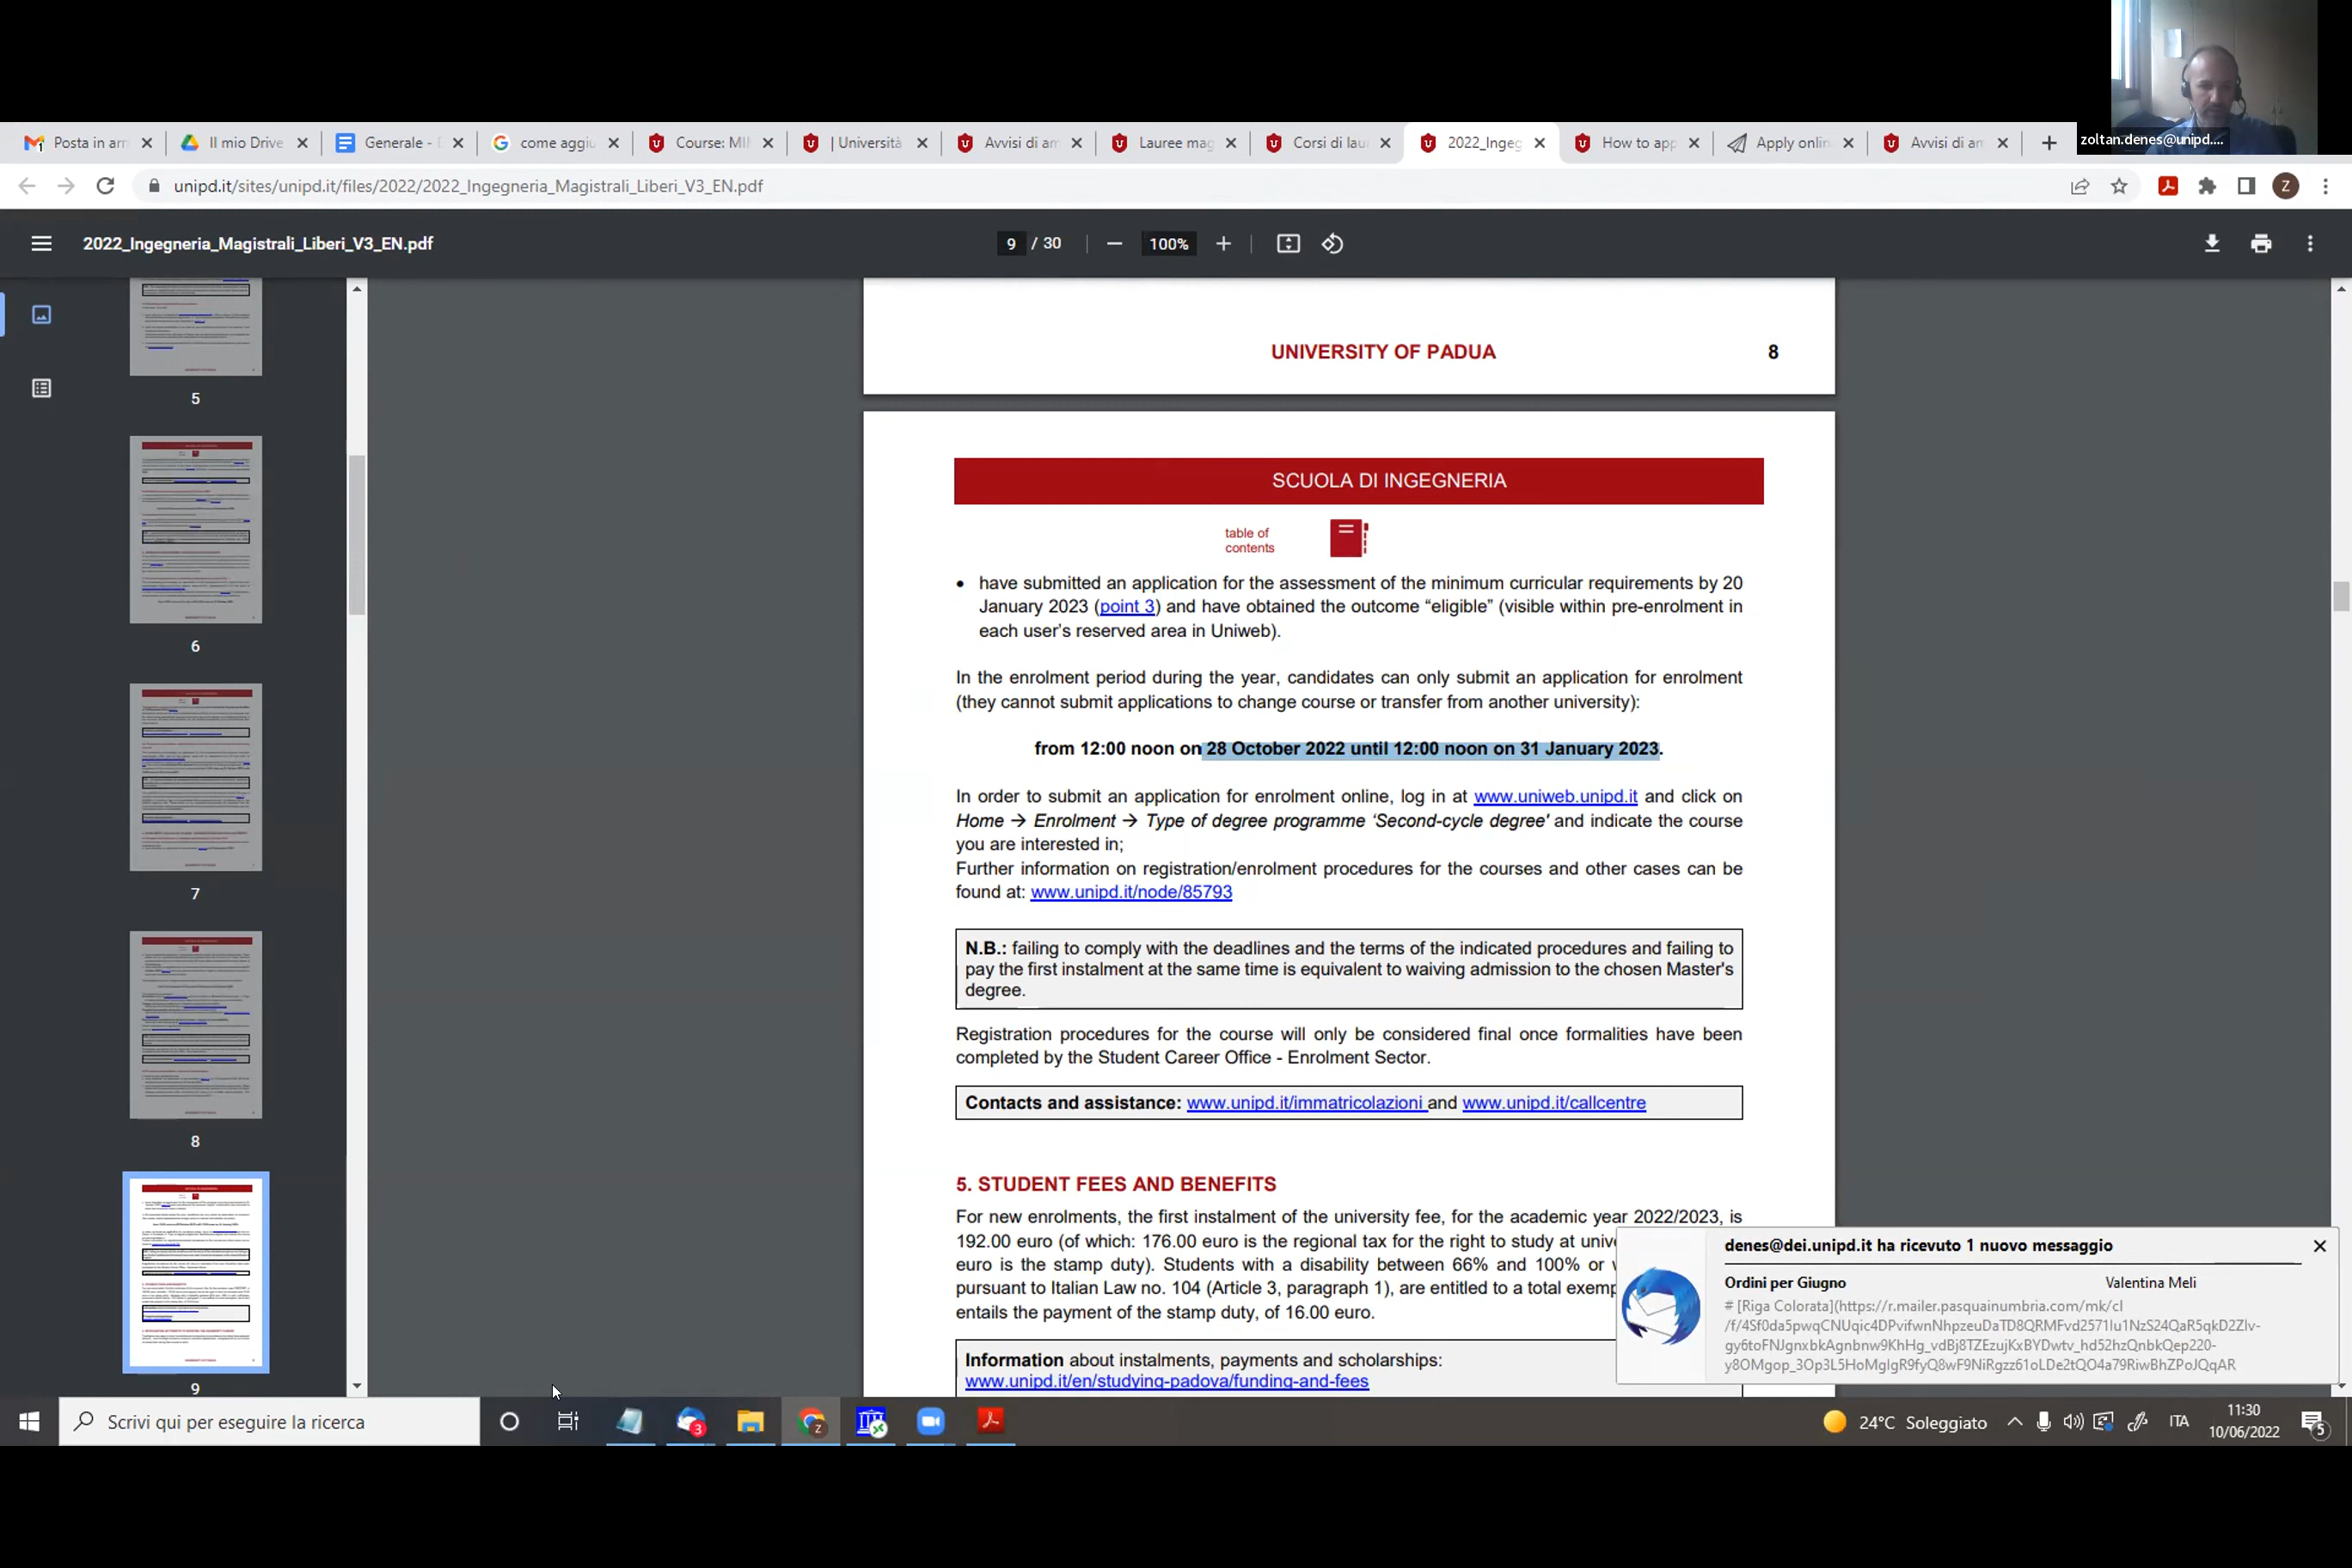 zoltan.denes@unipd....
Posta in arr
Il mio Drive
Generale -
come aggiu
Course: MI
| Università
Avvisi di am
Lauree mag
Corsi di lau
2022_Ingeg
How to app
Apply onlin
Avvisi di am
unipd.it/sites/unipd.it/files/2022/2022_Ingegneria_Magistrali_Liberi_V3_EN.pdf
Z
2022_Ingegneria_Magistrali_Liberi_V3_EN.pdf
9 / 30
100%
5
6
7
8
9
UNIVERSITY OF PADUA 8
SCUOLA DI INGEGNERIA
table of
contents
• have submitted an application for the assessment of the minimum curricular requirements by 20
January 2023 (point 3) and have obtained the outcome “eligible” (visible within pre-enrolment in
each user’s reserved area in Uniweb).
In the enrolment period during the year, candidates can only submit an application for enrolment
(they cannot submit applications to change course or transfer from another university):
from 12:00 noon on 28 October 2022 until 12:00 noon on 31 January 2023.
In order to submit an application for enrolment online, log in at www.uniweb.unipd.it and click on
Home → Enrolment → Type of degree programme ‘Second-cycle degree’ and indicate the course
you are interested in;
Further information on registration/enrolment procedures for the courses and other cases can be
found at: www.unipd.it/node/85793
N.B.: failing to comply with the deadlines and the terms of the indicated procedures and failing to
pay the first instalment at the same time is equivalent to waiving admission to the chosen Master's
degree.
Registration procedures for the course will only be considered final once formalities have been
completed by the Student Career Office - Enrolment Sector.
Contacts and assistance: www.unipd.it/immatricolazioni and www.unipd.it/callcentre
5. STUDENT FEES AND BENEFITS
For new enrolments, the first instalment of the university fee, for the academic year 2022/2023, is
192.00 euro (of which: 176.00 euro is the regional tax for the right to study at unive
euro is the stamp duty). Students with a disability between 66% and 100% or
pursuant to Italian Law no. 104 (Article 3, paragraph 1), are entitled to a total exemp
entails the payment of the stamp duty, of 16.00 euro.
Information about instalments, payments and scholarships:
www.unipd.it/en/studying-padova/funding-and-fees
denes@dei.unipd.it ha ricevuto 1 nuovo messaggio
Ordini per Giugno Valentina Meli
# [Riga Colorata](https://r.mailer.pasquainumbria.com/mk/cl
Scrivi qui per eseguire la ricerca
3
Z
24°C Soleggiato
ITA
11:30
10/06/2022
5